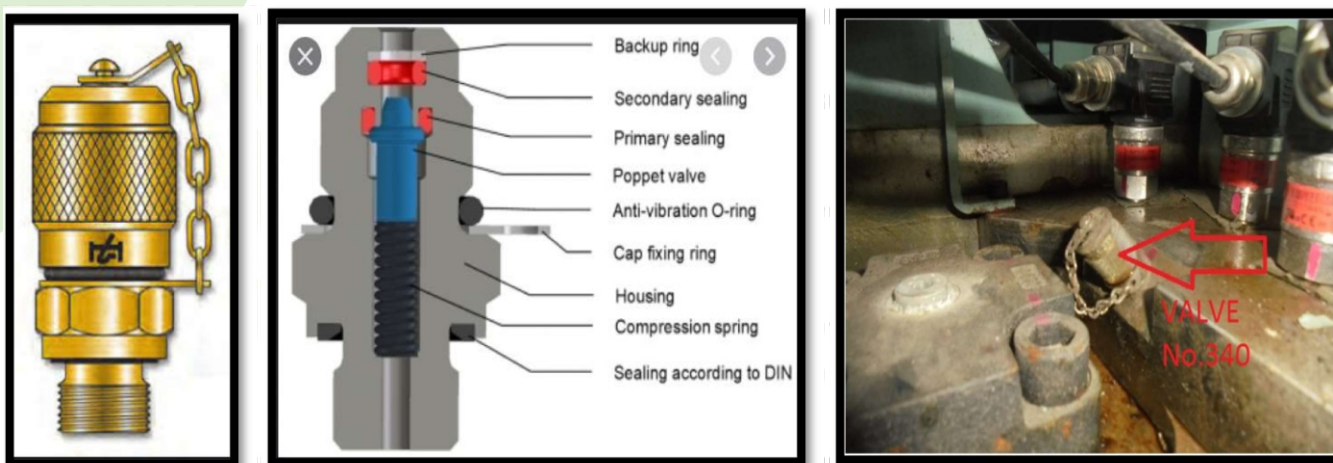 Backup ring
Secondary sealing
Primary sealing
Poppet valve
Anti-vibration O-ring
Cap fixing ring
Housing
Compression spring
Sealing according to DIN
VALVE
No.340